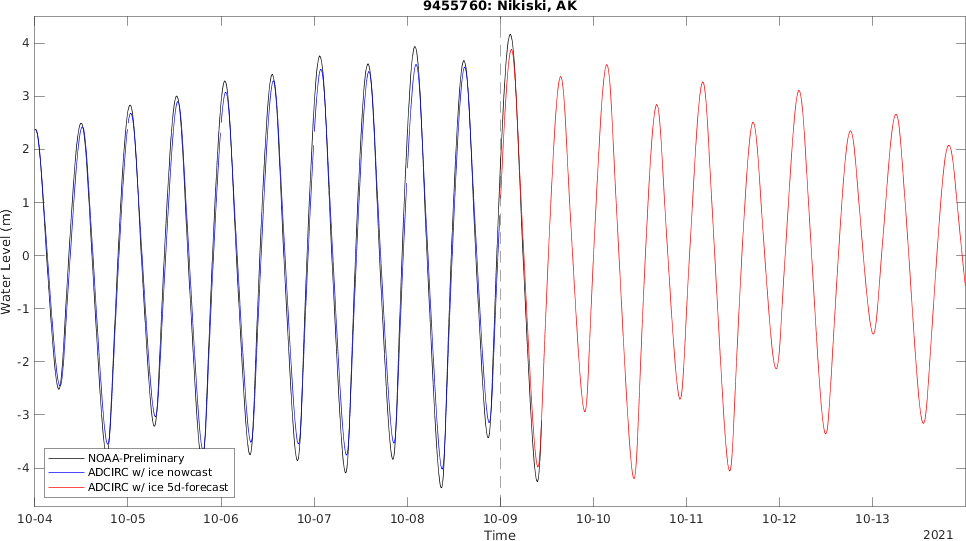 9455760: Nikiski, AK
4
3
2
1
0
-1
-2
-3
-4
Water Level (m)
NOAA-Preliminary
ADCIRC w/ ice nowcast
ADCIRC w/ ice 5d-forecast
10-04 10-05 10-06 10-07 10-08 10-09 10-10 10-11 10-12 10-13
Time
2021